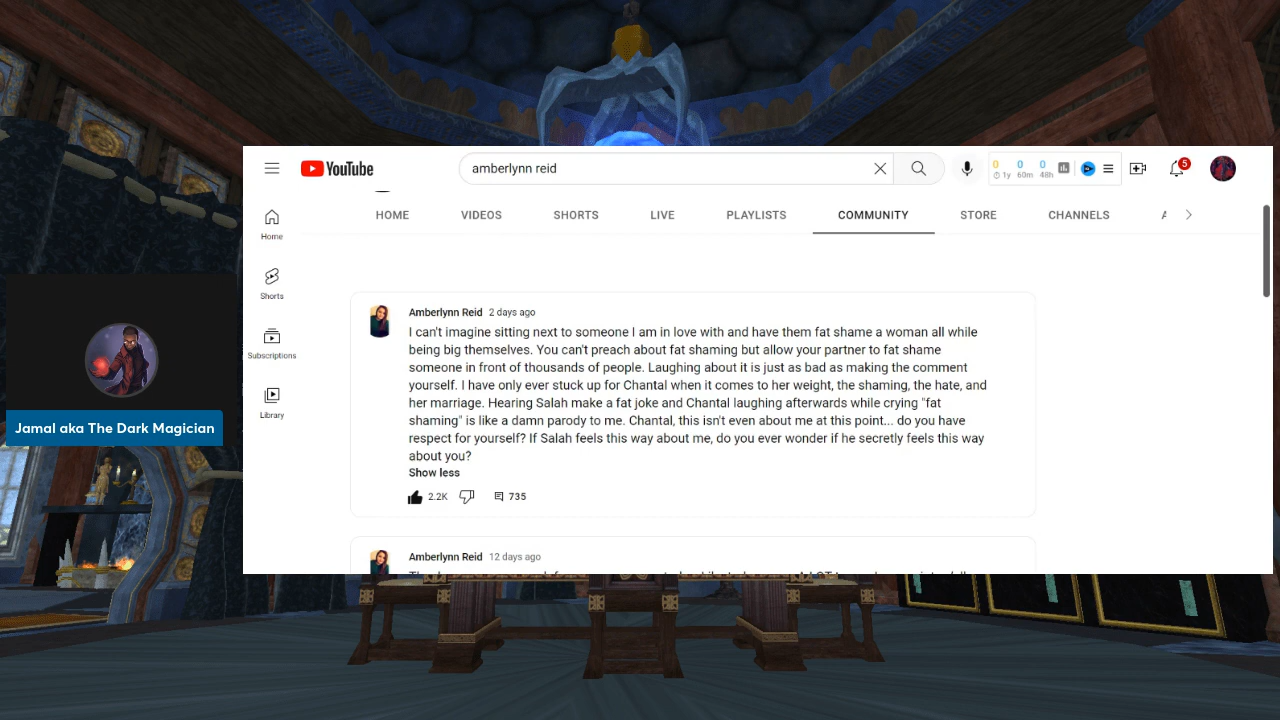 YouTube
amberlynn reid
0 0 0
1y 60m 48h
5
HOME VIDEOS SHORTS LIVE PLAYLISTS COMMUNITY STORE CHANNELS
Home
Shorts
Subscriptions
Library
Amberlynn Reid 2 days ago
I can't imagine sitting next to someone I am in love with and have them fat shame a woman all while
being big themselves. You can't preach about fat shaming but allow your partner to fat shame
someone in front of thousands of people. Laughing about it is just as bad as making the comment
yourself. I have only ever stuck up for Chantal when it comes to her weight, the shaming, the hate, and
her marriage. Hearing Salah make a fat joke and Chantal laughing afterwards while crying "fat
shaming" is like a damn parody to me. Chantal, this isn't even about me at this point... do you have
respect for yourself? If Salah feels this way about me, do you ever wonder if he secretly feels this way
about you?
Show less
2.2K 735
Amberlynn Reid 12 days ago
Jamal aka The Dark Magician